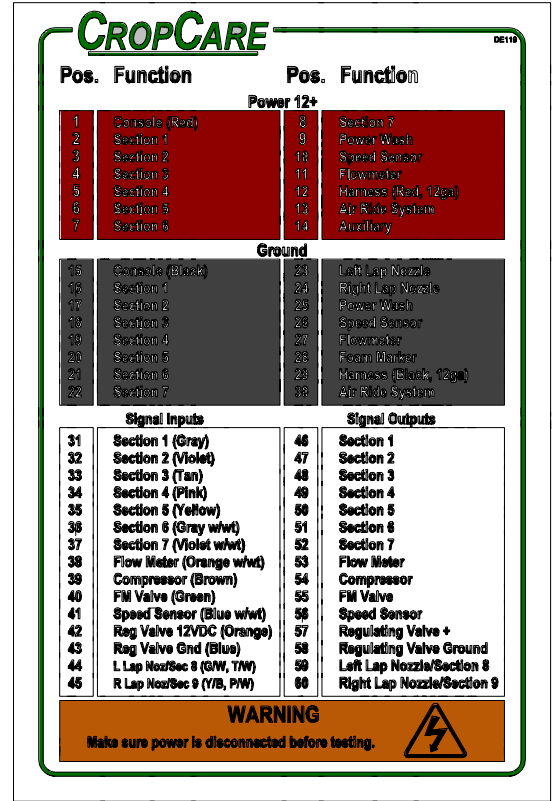 CROPCARE
DE119
Pos. Function Pos. Function
Power 12+
1 Console (Red) 8 Section 7
2 Section 1 9 Power Wash
3 Section 2 10 Speed Sensor
4 Section 3 11 Flowmeter
5 Section 4 12 Harness (Red, 12ga)
6 Section 5 13 Air Ride System
7 Section 6 14 Auxiliary
Ground
15 Console (Black) 23 Left Lap Nozzle
16 Section 1 24 Right Lap Nozzle
17 Section 2 25 Power Wash
18 Section 3 26 Speed Sensor
19 Section 4 27 Flowmeter
20 Section 5 28 Foam Marker
21 Section 6 29 Harness (Black, 12ga)
22 Section 7 30 Air Ride System
Signal Inputs Signal Outputs
31 Section 1 (Gray) 46 Section 1
32 Section 2 (Violet) 47 Section 2
33 Section 3 (Tan) 48 Section 3
34 Section 4 (Pink) 49 Section 4
35 Section 5 (Yellow) 50 Section 5
36 Section 6 (Gray w/wt) 51 Section 6
37 Section 7 (Violet w/wt) 52 Section 7
38 Flow Meter (Orange w/wt) 53 Flow Meter
39 Compressor (Brown) 54 Compressor
40 FM Valve (Green) 55 FM Valve
41 Speed Sensor (Blue w/wt) 56 Speed Sensor
42 Reg Valve 12VDC (Orange) 57 Regulating Valve +
43 Reg Valve Gnd (Blue) 58 Regulating Valve Ground
44 L Lap Noz/Sec 8 (G/W, T/W) 59 Left Lap Nozzle/Section 8
45 R Lap Noz/Sec 9 (Y/B, P/W) 60 Right Lap Nozzle/Section 9
WARNING
Make sure power is disconnected before testing.